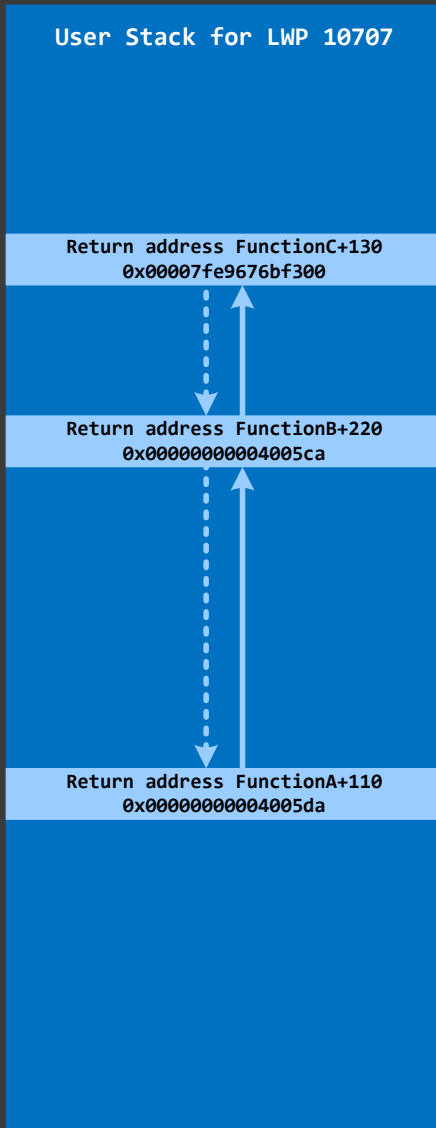 User Stack for LWP 10707
Return address FunctionC+130
0x00007fe9676bf300
Return address FunctionB+220
0x00000000004005ca
Return address FunctionA+110
0x00000000004005da